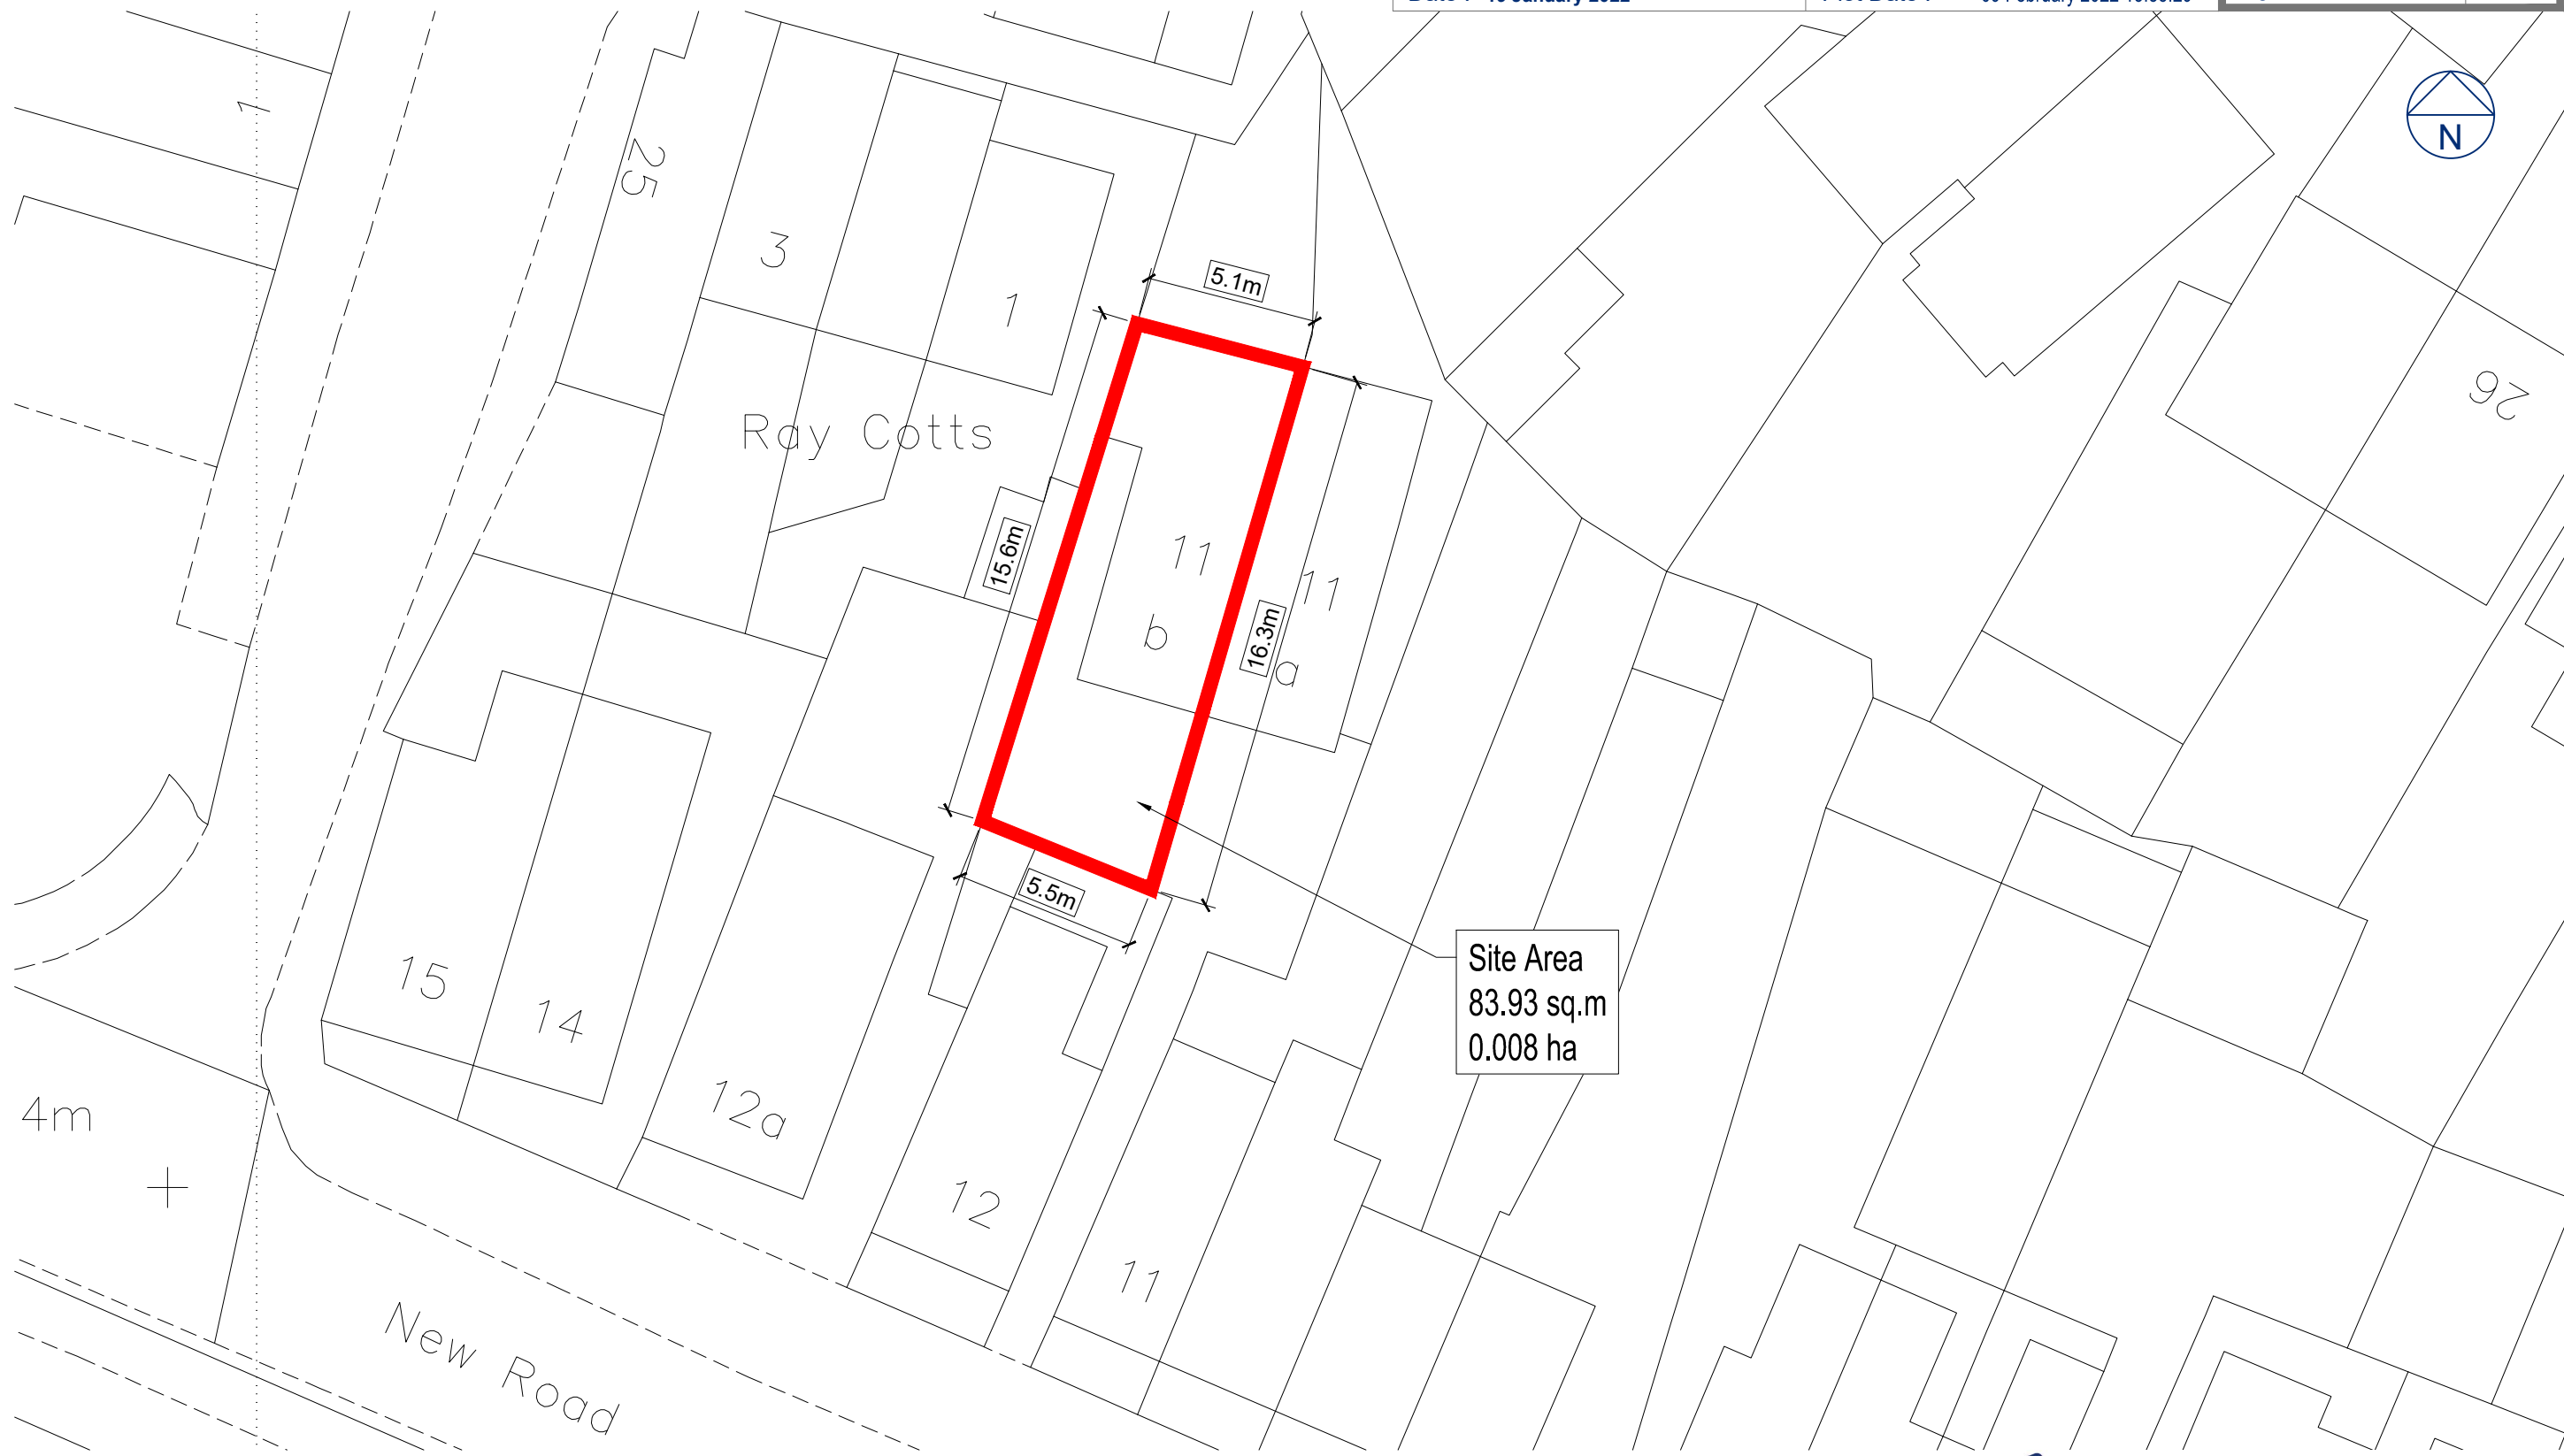 N
1
25
3
1
5.1m
Ray Cotts
15.6m
11
b
11
a
16.3m
26
5.5m
Site Area
83.93 sq.m
0.008 ha
15
14
12a
12
11
4m
New Road